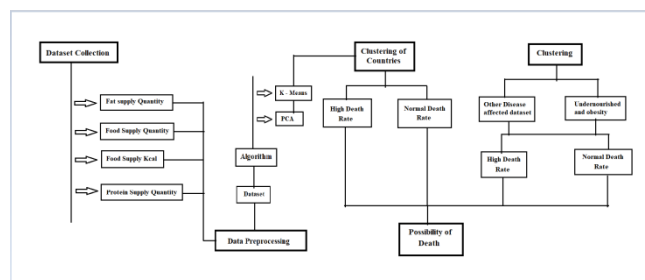 Dataset Collection
Fat supply Quantity
Food Supply Quantity
Food Supply Kcal
Protein Supply Quantity
Data Preprocessing
Dataset
Algorithm
K - Means
PCA
Clustering of
Countries
High Death
Rate
Normal Death
Rate
Clustering
Other Disease
affected dataset
Undernourished
and obesity
High Death
Rate
Normal Death
Rate
Possibility of
Death